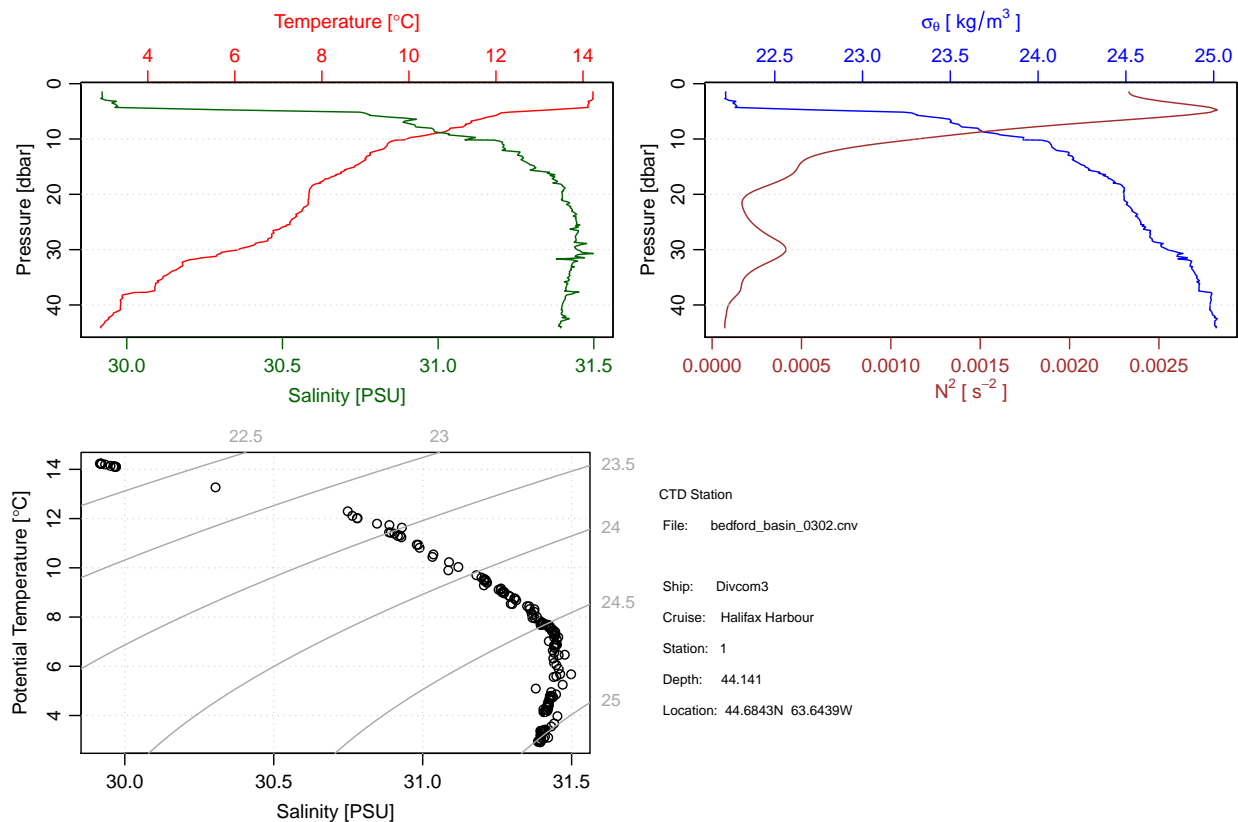 Temperature [°C]
4 6 8 10 12 14
0
10
20
30
40
Pressure [dbar]
30.0 30.5 31.0 31.5
Salinity [PSU]
σθ [ kg/m³ ]
22.5 23.0 23.5 24.0 24.5 25.0
0
10
20
30
40
Pressure [dbar]
0.0000 0.0005 0.0010 0.0015 0.0020 0.0025
N² [ s⁻² ]
22.5 23
23.5
24
24.5
25
14
12
10
8
6
4
Potential Temperature [°C]
30.0 30.5 31.0 31.5
Salinity [PSU]
CTD Station
File: bedford_basin_0302.cnv
Ship: Divcom3
Cruise: Halifax Harbour
Station: 1
Depth: 44.141
Location: 44.6843N 63.6439W